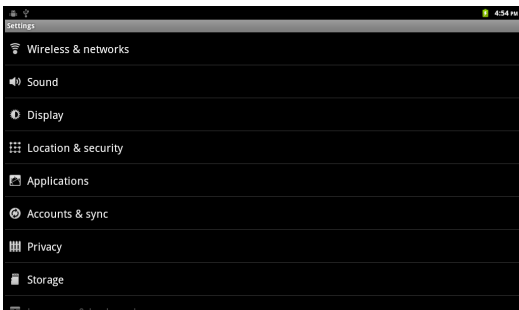 4:54 PM
Settings
Wireless & networks
Sound
Display
Location & security
Applications
Accounts & sync
Privacy
Storage